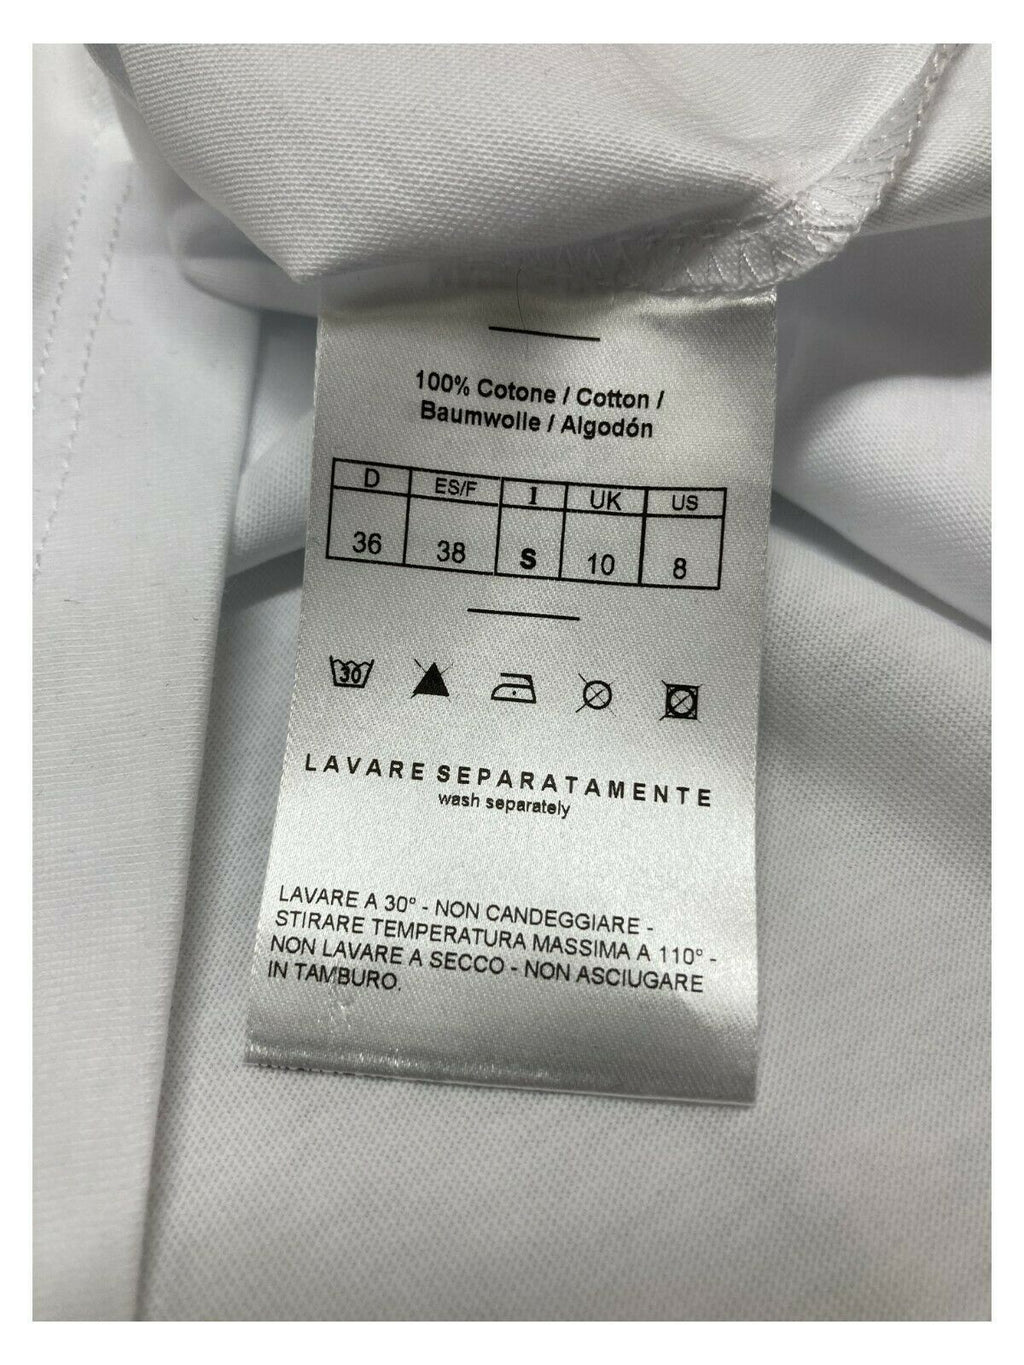 100% Cotone / Cotton /
Baumwolle / Algodón
D ES/F I UK US
36 38 S 10 8
30
LAVARE SEPARATAMENTE
wash separately
LAVARE A 30° - NON CANDEGGIARE -
STIRARE TEMPERATURA MASSIMA A 110° -
NON LAVARE A SECCO - NON ASCIUGARE
IN TAMBURO.